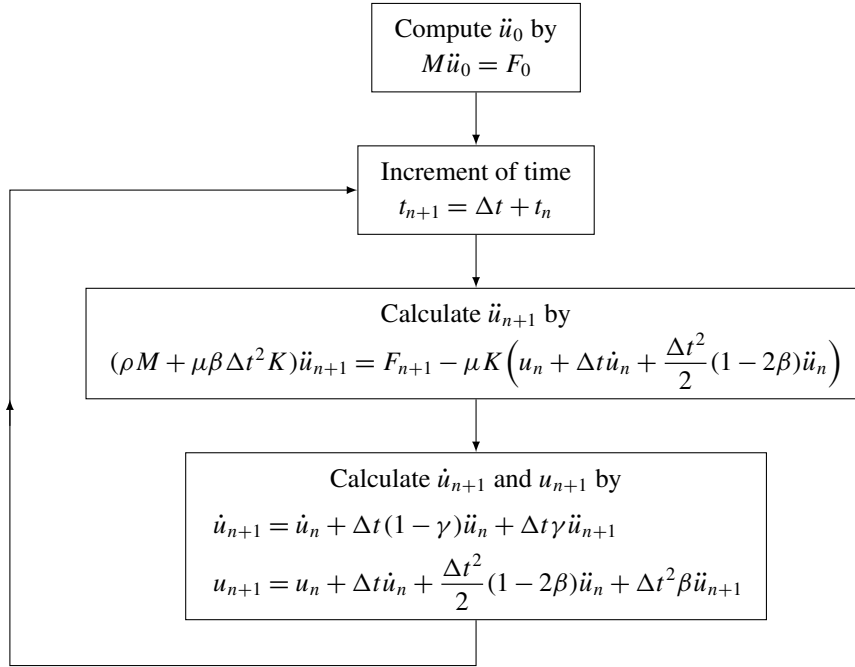 Compute ü₀ by
Mü₀ = F₀
Increment of time
tₙ₊₁ = Δt + tₙ
Calculate üₙ₊₁ by
(ρM + μβΔt²K)üₙ₊₁ = Fₙ₊₁ − μK(uₙ + Δtu̇ₙ + Δt²/2 (1 − 2β)üₙ)
Calculate u̇ₙ₊₁ and uₙ₊₁ by
u̇ₙ₊₁ = u̇ₙ + Δt(1 − γ)üₙ + Δtγüₙ₊₁
uₙ₊₁ = uₙ + Δtu̇ₙ + Δt²/2 (1 − 2β)üₙ + Δt²βüₙ₊₁